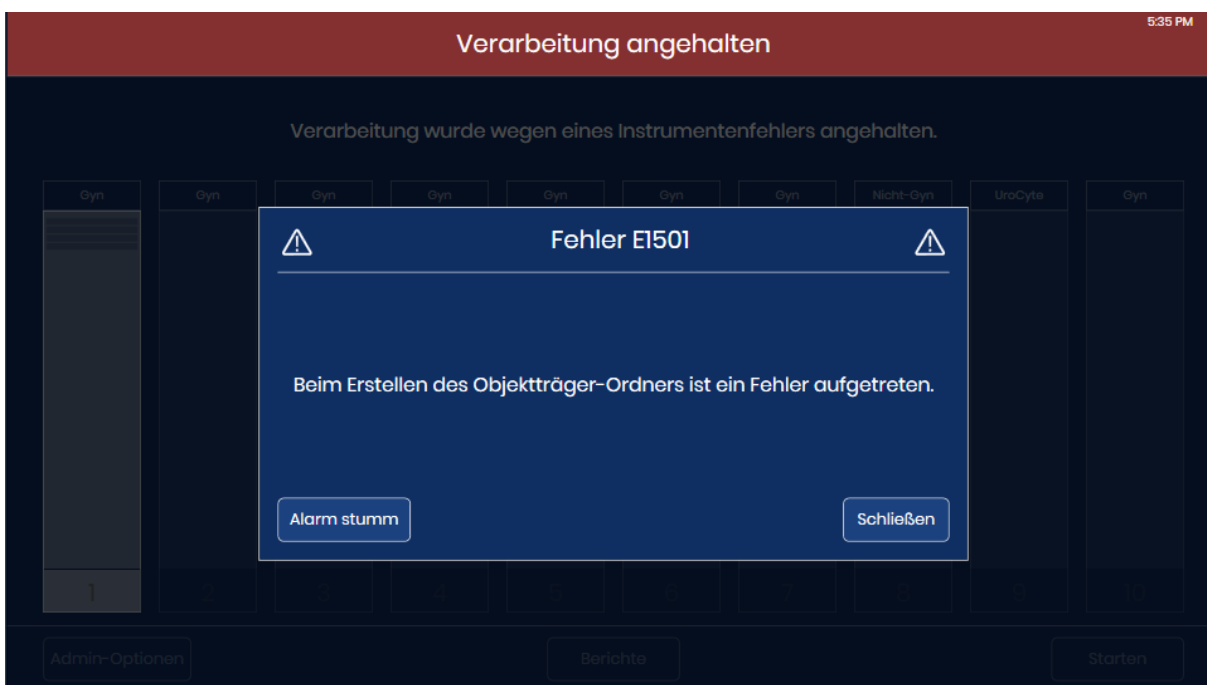 5:35 PM
Verarbeitung angehalten
Verarbeitung wurde wegen eines Instrumentenfehlers angehalten.
Gyn Gyn Gyn Gyn Gyn Gyn Gyn Nicht-Gyn UroCyte Gyn
Fehler E1501
Beim Erstellen des Objektträger-Ordners ist ein Fehler aufgetreten.
Alarm stumm Schließen
1 2 3 4 5 6 7 8 9 10
Admin-Optionen Berichte Starten